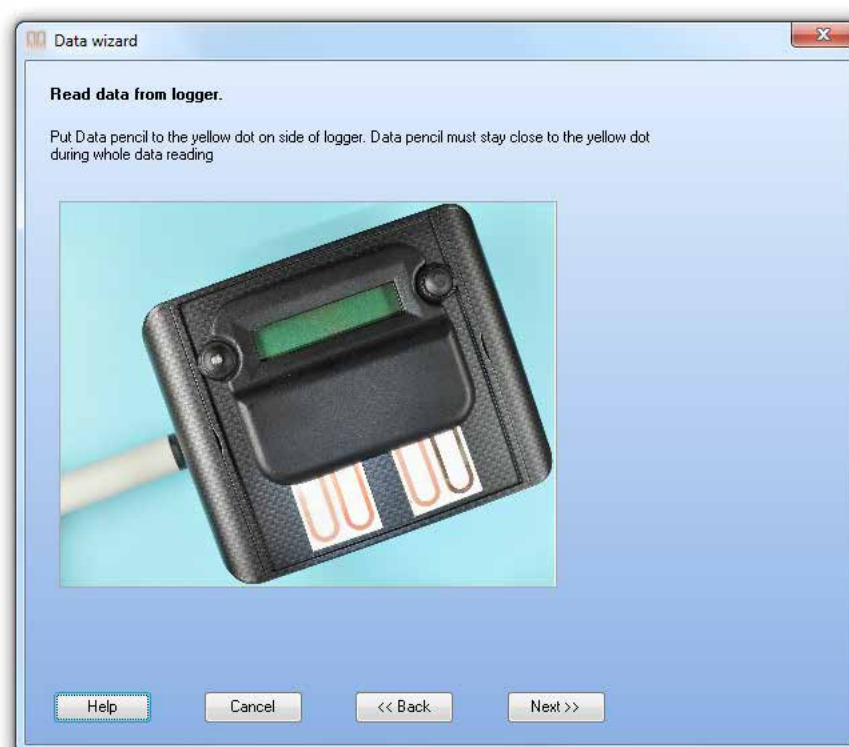 Data wizard
Read data from logger.
Put Data pencil to the yellow dot on side of logger. Data pencil must stay close to the yellow dot
during whole data reading
Help
Cancel
<< Back
Next >>